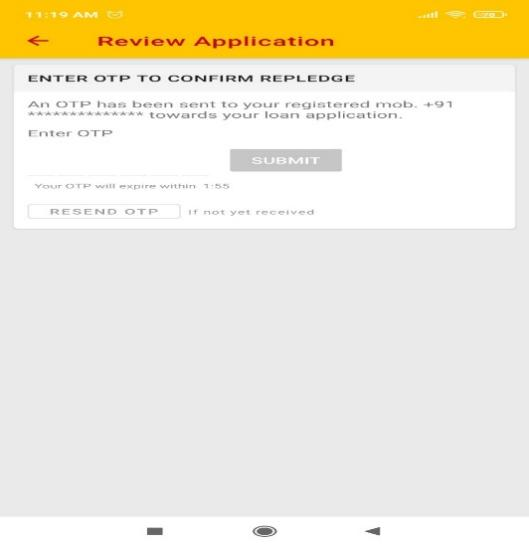 11:19 AM
Review Application
ENTER OTP TO CONFIRM REPLEDGE
An OTP has been sent to your registered mob. +91
************** towards your loan application.
Enter OTP
SUBMIT
Your OTP will expire within 1:55
RESEND OTP If not yet received